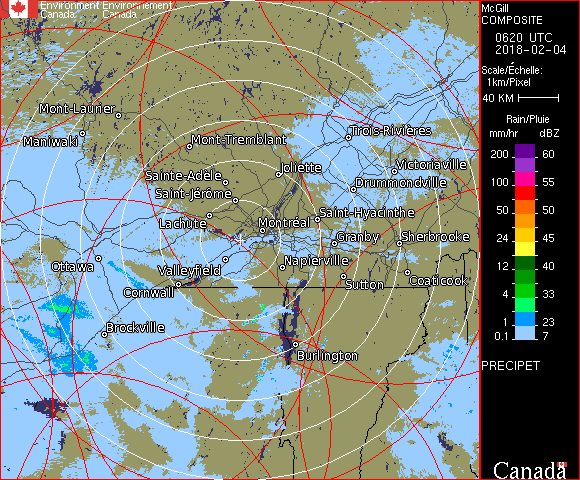 Environment Environnement
Canada Canada
McGill
COMPOSITE
0620 UTC
2018-02-04
Scale/Échelle:
1km/Pixel
40 KM
Rain/Pluie
mm/hr dBZ
200 60
100 55
50 50
24 45
12 40
4 33
1 23
0.1 7
PRECIPET
Mont-Laurier
Maniwaki
Mont-Tremblant
Trois-Rivières
Joliette
Victoriaville
Sainte-Adèle
Drummondville
Saint-Jérôme
Saint-Hyacinthe
Lachute
Montréal
Granby
Sherbrooke
Ottawa
Valleyfield
Napierville
Cornwall
Sutton
Coaticook
Brockville
Burlington
Canada